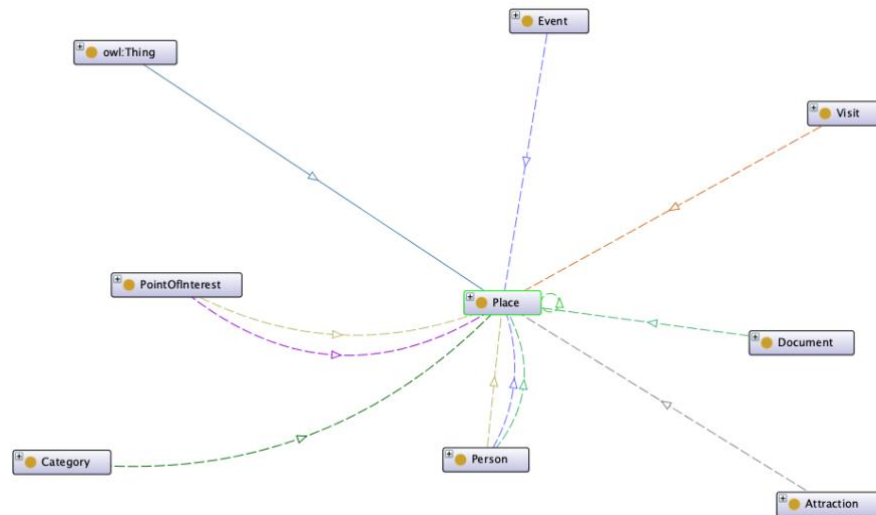 Event
owl:Thing
Visit
PointOfInterest
Place
Document
Category
Person
Attraction